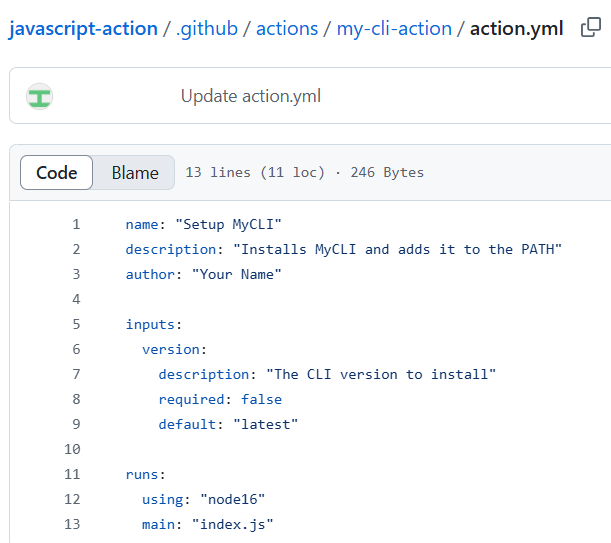 javascript-action / .github / actions / my-cli-action / action.yml
Update action.yml
Code Blame 13 lines (11 loc) · 246 Bytes
1 name: "Setup MyCLI"
2 description: "Installs MyCLI and adds it to the PATH"
3 author: "Your Name"
4
5 inputs:
6   version:
7     description: "The CLI version to install"
8     required: false
9     default: "latest"
10
11 runs:
12   using: "node16"
13   main: "index.js"